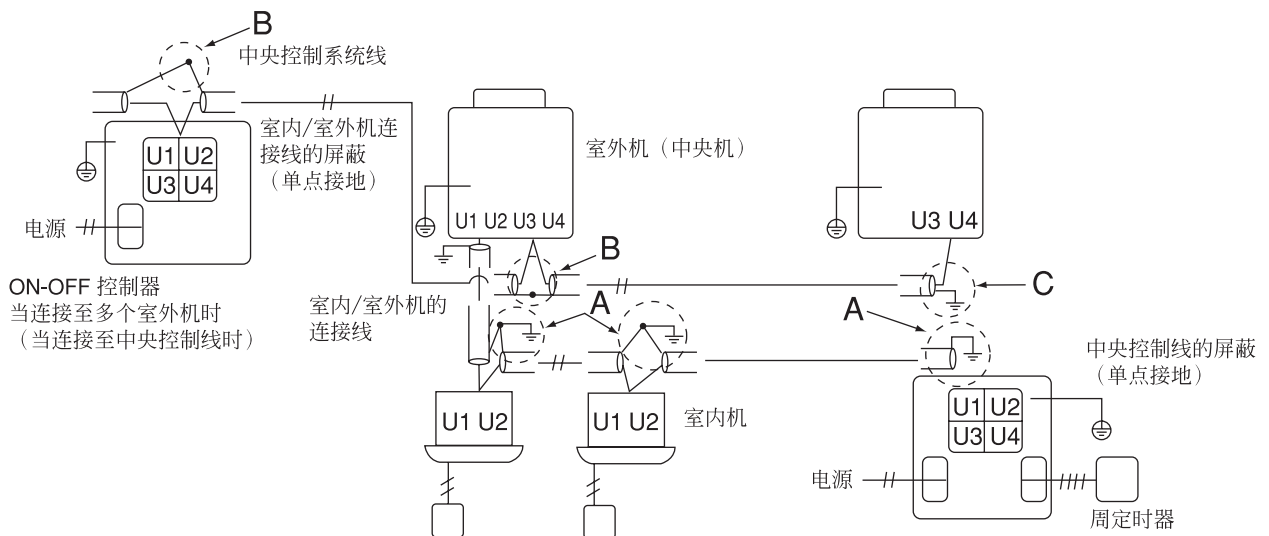 B
中央控制系统线
室内/室外机连
接线的屏蔽
（单点接地）
U1 U2
U3 U4
电源
ON-OFF 控制器
当连接至多个室外机时
（当连接至中央控制线时）
室外机（中央机）
U1 U2 U3 U4
U3 U4
B
C
室内/室外机的
连接线
A
A
中央控制线的屏蔽
（单点接地）
U1 U2
U1 U2
室内机
U1 U2
U3 U4
电源
周定时器